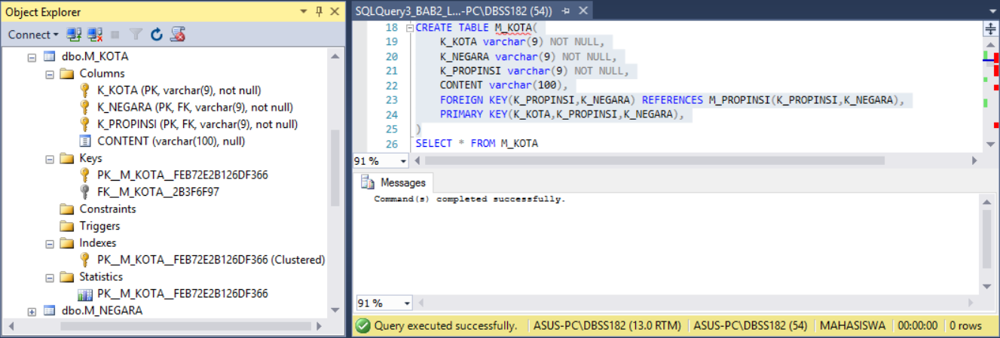 Object Explorer
Connect
dbo.M_KOTA
Columns
K_KOTA (PK, varchar(9), not null)
K_NEGARA (PK, FK, varchar(9), not null)
K_PROPINSI (PK, FK, varchar(9), not null)
CONTENT (varchar(100), null)
Keys
PK__M_KOTA__FEB72E2B126DF366
FK__M_KOTA__2B3F6F97
Constraints
Triggers
Indexes
PK__M_KOTA__FEB72E2B126DF366 (Clustered)
Statistics
PK__M_KOTA__FEB72E2B126DF366
dbo.M_NEGARA
SQLQuery3_BAB2_L...-PC\DBSS182 (54))
18 CREATE TABLE M_KOTA(
19 K_KOTA varchar(9) NOT NULL,
20 K_NEGARA varchar(9) NOT NULL,
21 K_PROPINSI varchar(9) NOT NULL,
22 CONTENT varchar(100),
23 FOREIGN KEY(K_PROPINSI,K_NEGARA) REFERENCES M_PROPINSI(K_PROPINSI,K_NEGARA),
24 PRIMARY KEY(K_KOTA,K_PROPINSI,K_NEGARA),
25 )
26 SELECT * FROM M_KOTA
91 %
Messages
Command(s) completed successfully.
91 %
Query executed successfully. ASUS-PC\DBSS182 (13.0 RTM) ASUS-PC\DBSS182 (54) MAHASISWA 00:00:00 0 rows